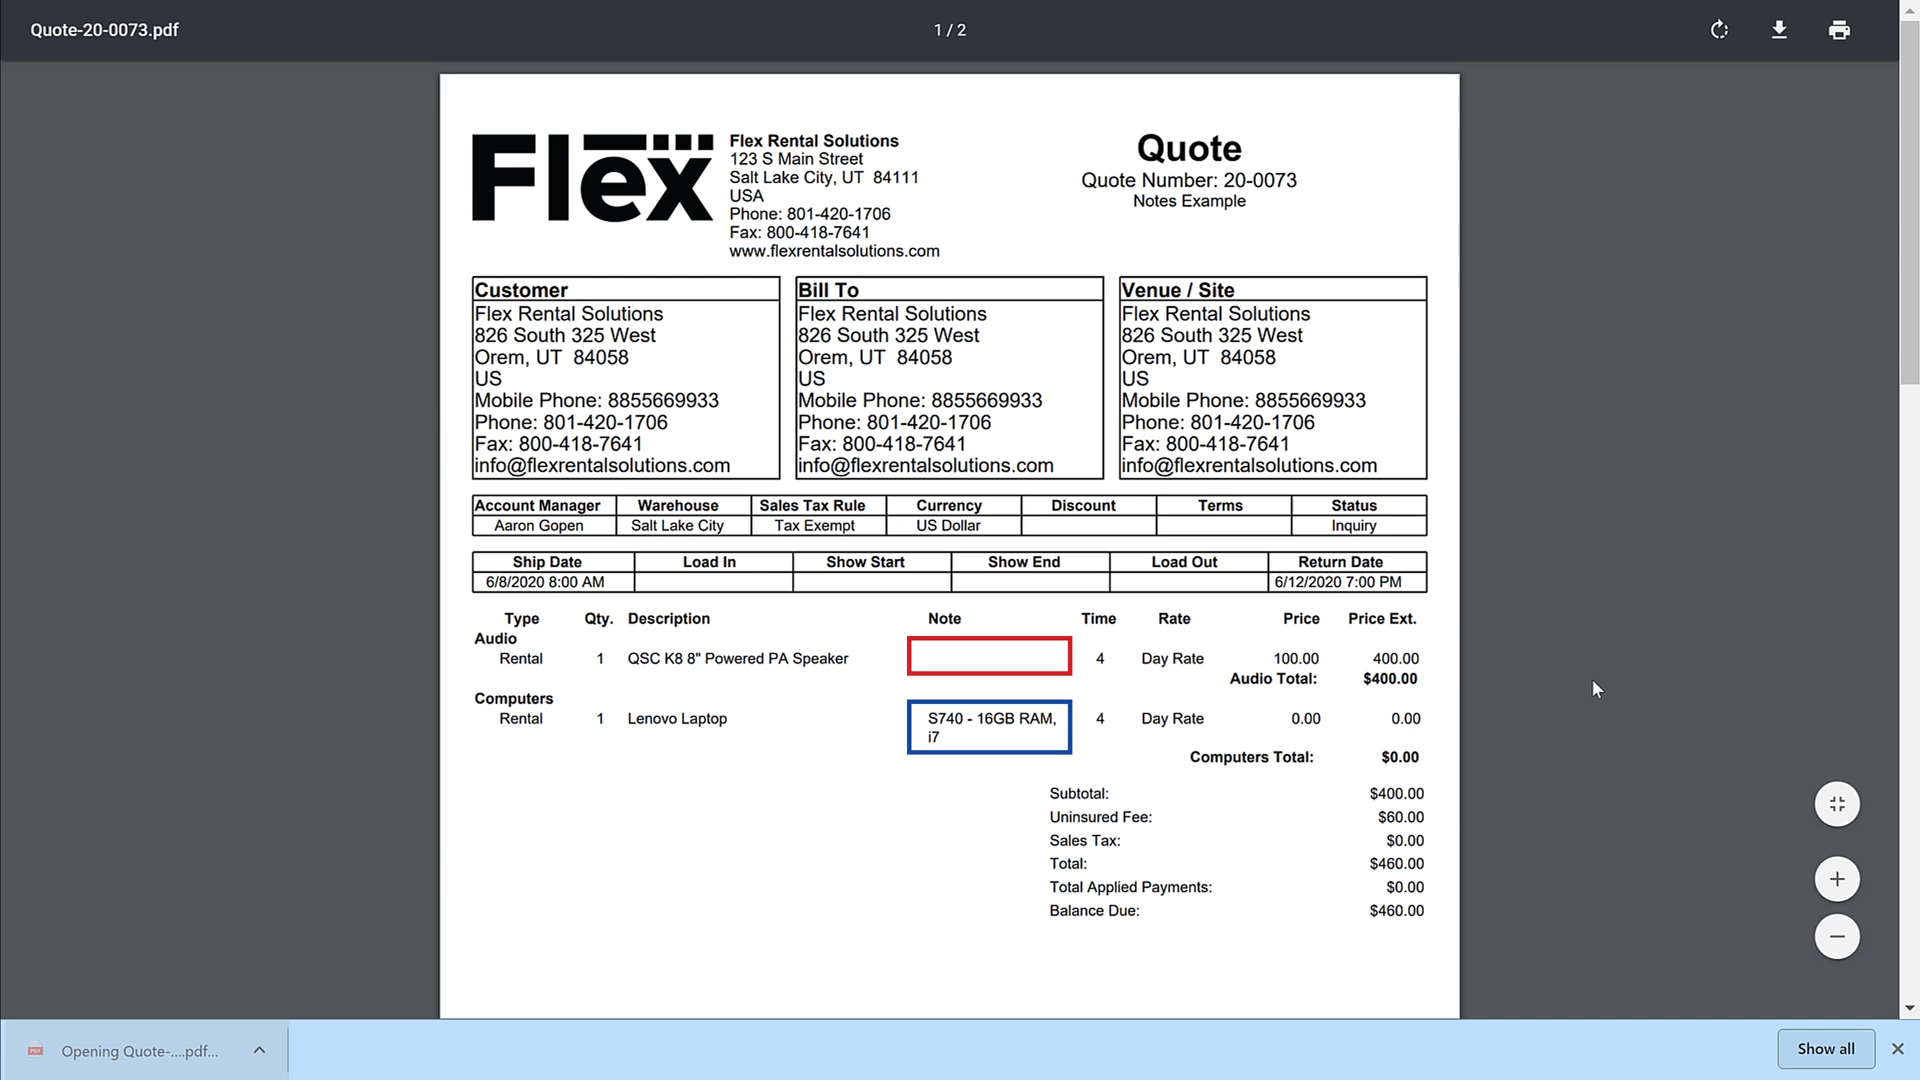 Quote-20-0073.pdf
1 / 2
Flex
Flex Rental Solutions
123 S Main Street
Salt Lake City, UT 84111
USA
Phone: 801-420-1706
Fax: 800-418-7641
www.flexrentalsolutions.com
Quote
Quote Number: 20-0073
Notes Example
Customer
Flex Rental Solutions
826 South 325 West
Orem, UT 84058
US
Mobile Phone: 8855669933
Phone: 801-420-1706
Fax: 800-418-7641
info@flexrentalsolutions.com
Bill To
Flex Rental Solutions
826 South 325 West
Orem, UT 84058
US
Mobile Phone: 8855669933
Phone: 801-420-1706
Fax: 800-418-7641
info@flexrentalsolutions.com
Venue / Site
Flex Rental Solutions
826 South 325 West
Orem, UT 84058
US
Mobile Phone: 8855669933
Phone: 801-420-1706
Fax: 800-418-7641
info@flexrentalsolutions.com
Account Manager Warehouse Sales Tax Rule Currency Discount Terms Status
Aaron Gopen Salt Lake City Tax Exempt US Dollar Inquiry
Ship Date Load In Show Start Show End Load Out Return Date
6/8/2020 8:00 AM 6/12/2020 7:00 PM
Type Qty. Description Note Time Rate Price Price Ext.
Audio
Rental 1 QSC K8 8" Powered PA Speaker 4 Day Rate 100.00 400.00
Audio Total: $400.00
Computers
Rental 1 Lenovo Laptop S740 - 16GB RAM, 4 Day Rate 0.00 0.00
i7
Computers Total: $0.00
Subtotal: $400.00
Uninsured Fee: $60.00
Sales Tax: $0.00
Total: $460.00
Total Applied Payments: $0.00
Balance Due: $460.00
PDF
Opening Quote-....pdf...
Show all